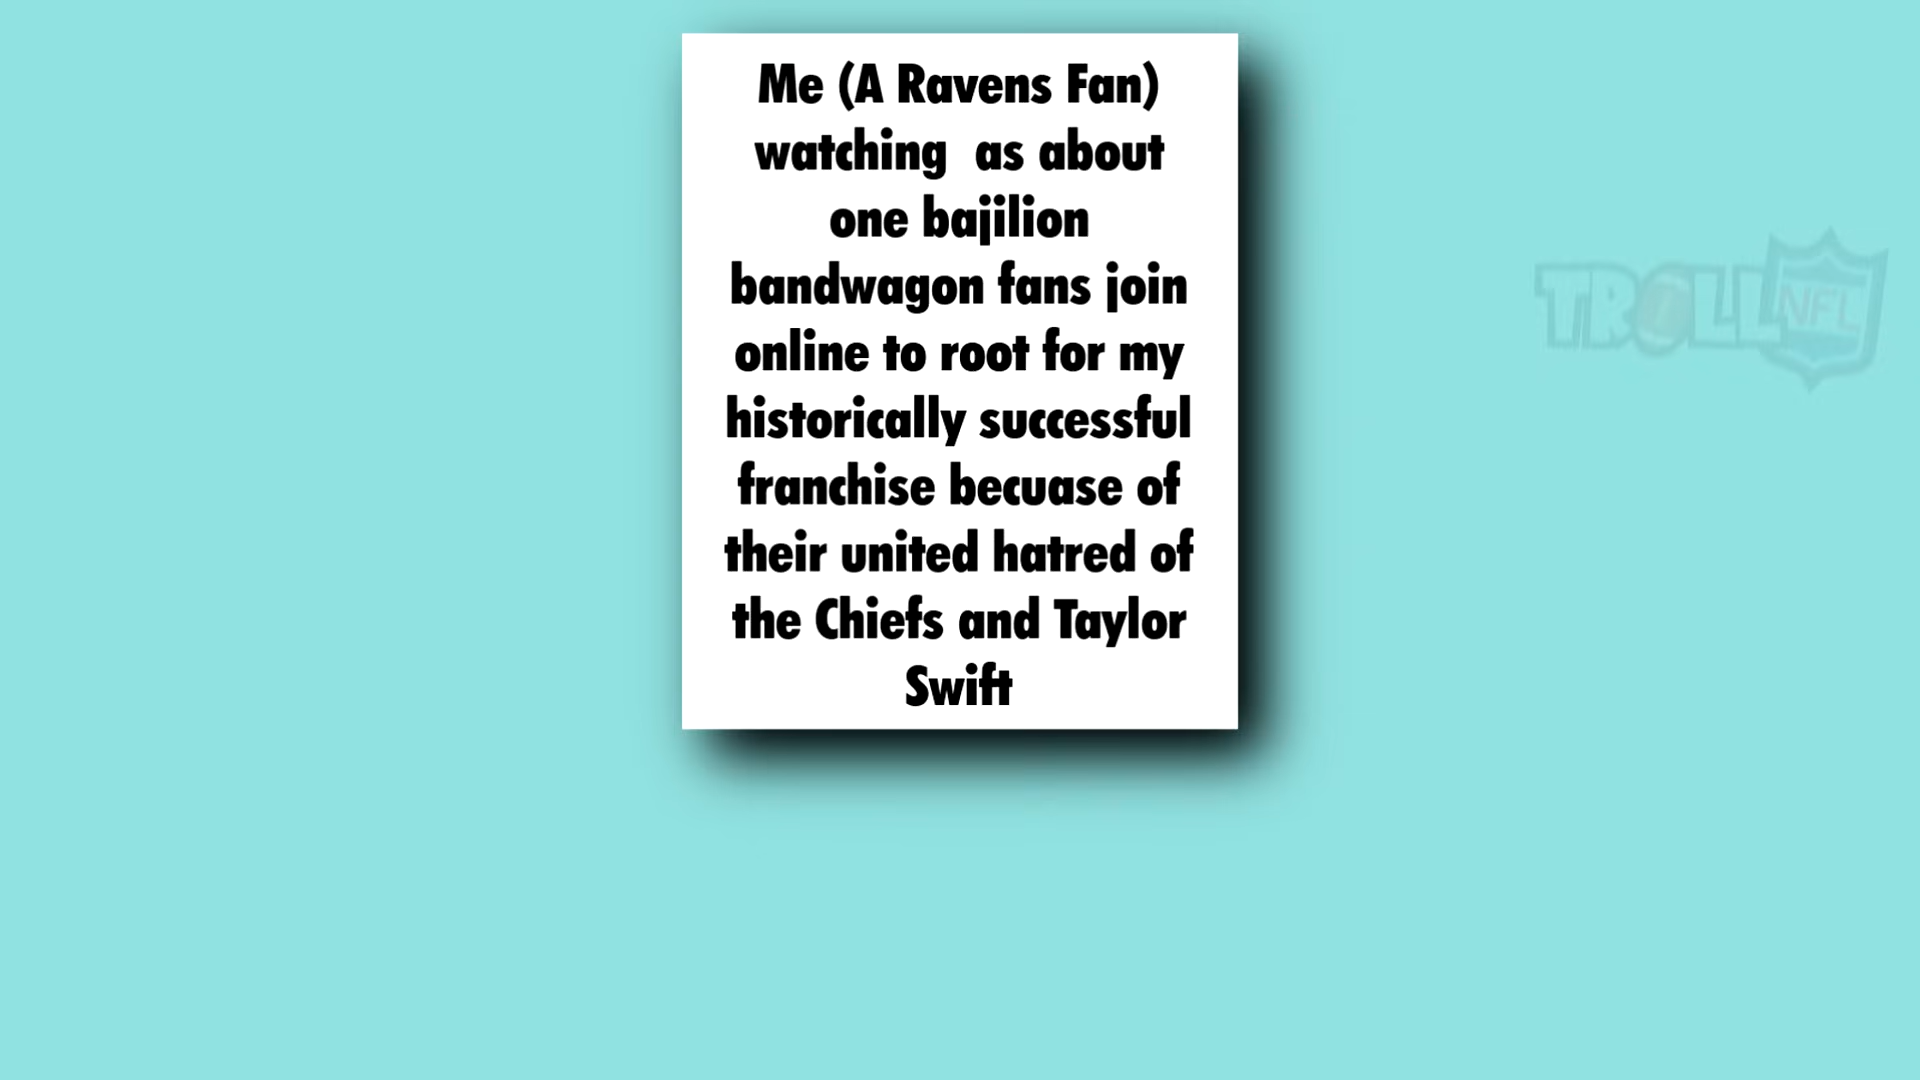 Me (A Ravens Fan)
watching  as about
one bajilion
bandwagon fans join
online to root for my
historically successful
franchise becuase of
their united hatred of
the Chiefs and Taylor
Swift
TROLL NFL